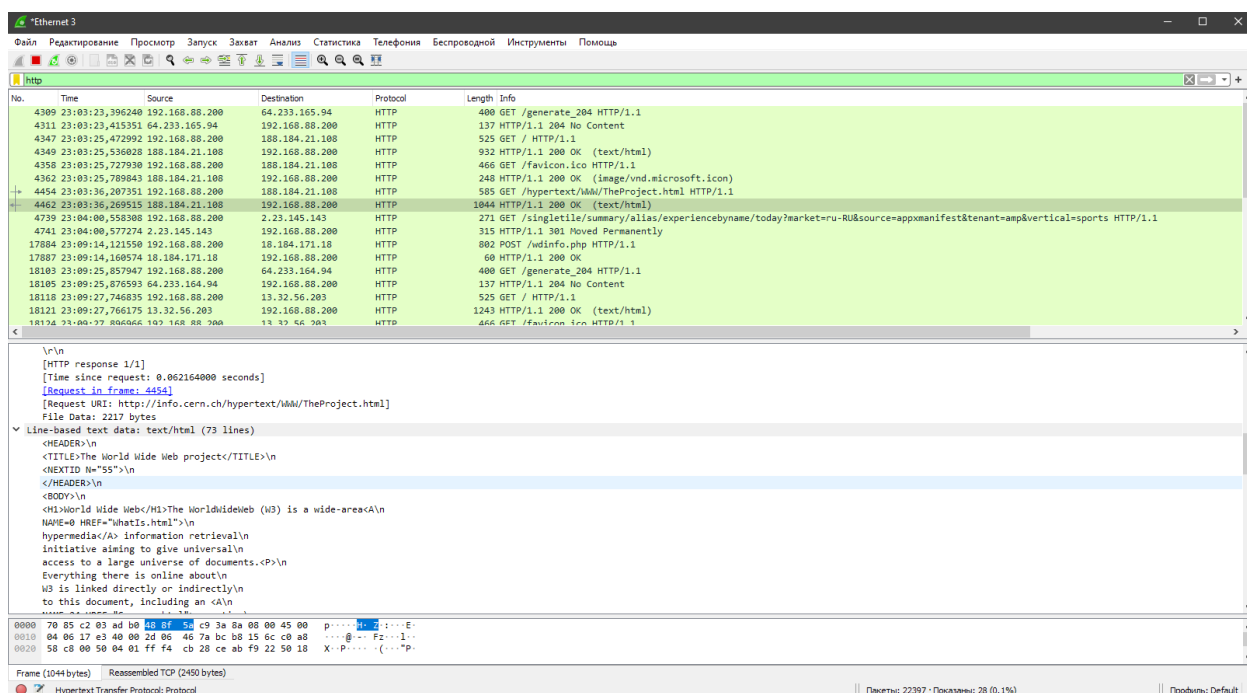 *Ethernet 3
Файл Редактирование Просмотр Запуск Захват Анализ Статистика Телефония Беспроводной Инструменты Помощь
http
No. Time Source Destination Protocol Length Info
4309 23:03:23,396240 192.168.88.200 64.233.165.94 HTTP 400 GET /generate_204 HTTP/1.1
4311 23:03:23,415351 64.233.165.94 192.168.88.200 HTTP 137 HTTP/1.1 204 No Content
4347 23:03:25,472992 192.168.88.200 188.184.21.108 HTTP 525 GET / HTTP/1.1
4349 23:03:25,536028 188.184.21.108 192.168.88.200 HTTP 932 HTTP/1.1 200 OK (text/html)
4358 23:03:25,727930 192.168.88.200 188.184.21.108 HTTP 466 GET /favicon.ico HTTP/1.1
4362 23:03:25,789843 188.184.21.108 192.168.88.200 HTTP 248 HTTP/1.1 200 OK (image/vnd.microsoft.icon)
4454 23:03:36,207351 192.168.88.200 188.184.21.108 HTTP 585 GET /hypertext/WWW/TheProject.html HTTP/1.1
4462 23:03:36,269515 188.184.21.108 192.168.88.200 HTTP 1044 HTTP/1.1 200 OK (text/html)
4739 23:04:00,558308 192.168.88.200 2.23.145.143 HTTP 271 GET /singletile/summary/alias/experiencebyname/today?market=ru-RU&source=appxmanifest&tenant=amp&vertical=sports HTTP/1.1
4741 23:04:00,577274 2.23.145.143 192.168.88.200 HTTP 315 HTTP/1.1 301 Moved Permanently
17884 23:09:14,121550 192.168.88.200 18.184.171.18 HTTP 802 POST /wdinfo.php HTTP/1.1
17887 23:09:14,160574 18.184.171.18 192.168.88.200 HTTP 60 HTTP/1.1 200 OK
18103 23:09:25,857947 192.168.88.200 64.233.164.94 HTTP 400 GET /generate_204 HTTP/1.1
18105 23:09:25,876593 64.233.164.94 192.168.88.200 HTTP 137 HTTP/1.1 204 No Content
18118 23:09:27,746835 192.168.88.200 13.32.56.203 HTTP 525 GET / HTTP/1.1
18121 23:09:27,766175 13.32.56.203 192.168.88.200 HTTP 1243 HTTP/1.1 200 OK (text/html)
18124 23:09:27,896966 192.168.88.200 13.32.56.203 HTTP 466 GET /favicon.ico HTTP/1.1
\r\n
[HTTP response 1/1]
[Time since request: 0.062164000 seconds]
[Request in frame: 4454]
[Request URI: http://info.cern.ch/hypertext/WWW/TheProject.html]
File Data: 2217 bytes
Line-based text data: text/html (73 lines)
<HEADER>\n
<TITLE>The World Wide Web project</TITLE>\n
<NEXTID N="55">\n
</HEADER>\n
<BODY>\n
<H1>World Wide Web</H1>The WorldWideWeb (W3) is a wide-area<A\n
NAME=0 HREF="WhatIs.html">\n
hypermedia</A> information retrieval\n
initiative aiming to give universal\n
access to a large universe of documents.<P>\n
Everything there is online about\n
W3 is linked directly or indirectly\n
to this document, including an <A\n
0000 70 85 c2 03 ad b0 48 8f 5a c9 3a 8a 08 00 45 00 p·····H· Z·:···E·
0010 04 06 17 e3 40 00 2d 06 46 7a bc b8 15 6c c0 a8 ····@·-· Fz···l··
0020 58 c8 00 50 04 01 ff f4 cb 28 ce ab f9 22 50 18 X··P···· ·(···"P·
Frame (1044 bytes) Reassembled TCP (2450 bytes)
Hypertext Transfer Protocol: Protocol Пакеты: 22397 · Показаны: 28 (0.1%) Профиль: Default